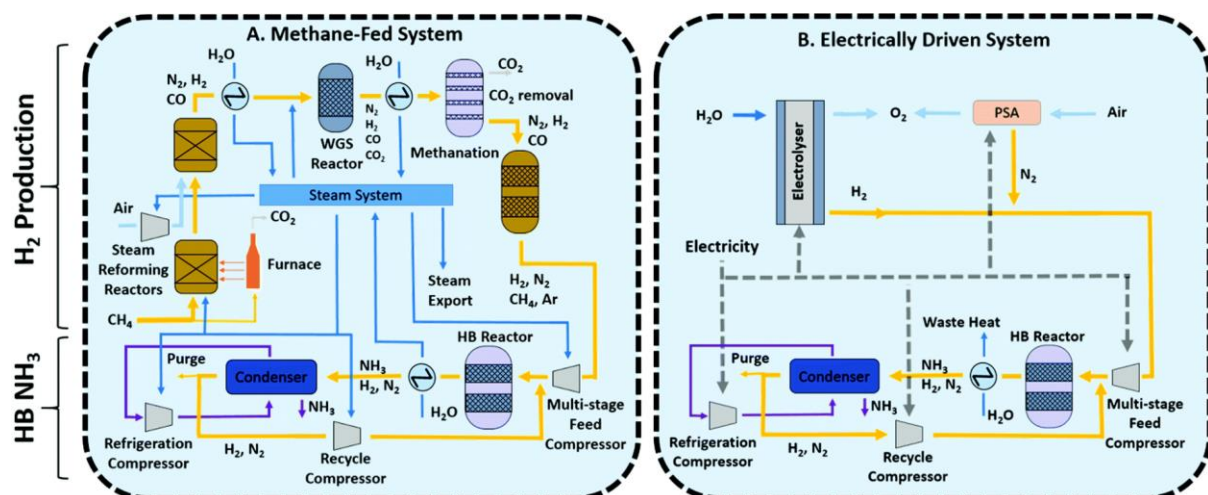 H₂ Production
HB NH₃
A. Methane-Fed System
H₂O
N₂, H₂
CO
WGS
Reactor
N₂
H₂
CO
CO₂
H₂O
CO₂
CO₂ removal
Methanation
N₂, H₂
CO
Steam System
Air
Steam
Reforming
Reactors
CO₂
Furnace
CH₄
Steam
Export
H₂, N₂
CH₄, Ar
HB Reactor
Purge
Condenser
NH₃
H₂, N₂
NH₃
H₂O
Multi-stage
Feed
Compressor
Refrigeration
Compressor
H₂, N₂
Recycle
Compressor
B. Electrically Driven System
H₂O
Electrolyser
O₂
PSA
Air
N₂
H₂
Electricity
Waste Heat
HB Reactor
Purge
Condenser
NH₃
H₂, N₂
NH₃
H₂O
Multi-stage
Feed
Compressor
Refrigeration
Compressor
H₂, N₂
Recycle
Compressor